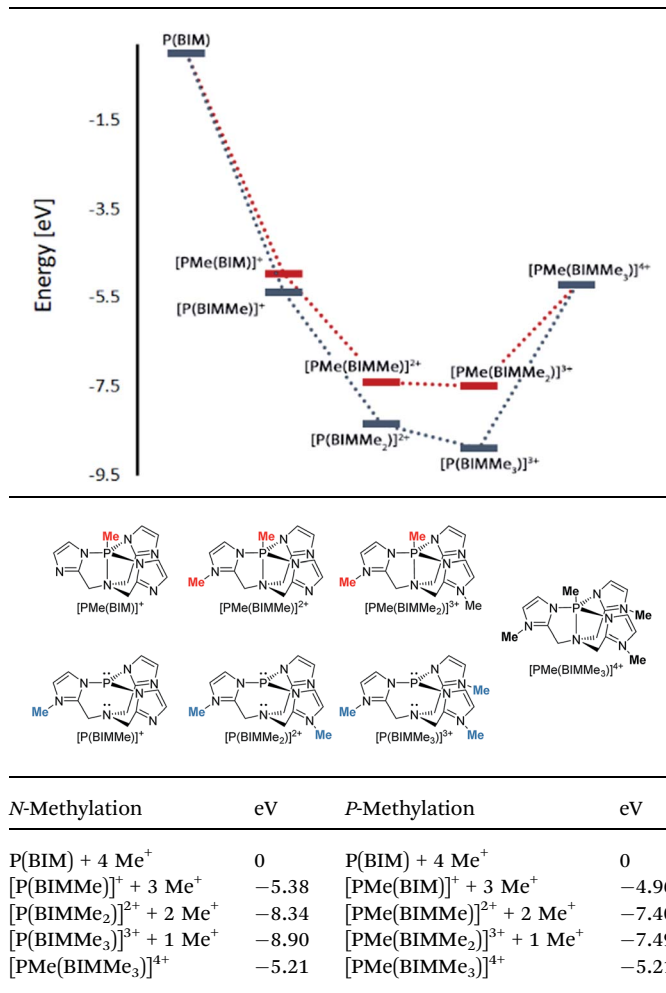 P(BIM)
-1.5
-3.5
Energy [eV]
[PMe(BIM)]⁺
[PMe(BIMMe₃)]⁴⁺
-5.5
[P(BIMMe)]⁺
[PMe(BIMMe)]²⁺
[PMe(BIMMe₂)]³⁺
-7.5
[P(BIMMe₂)]²⁺
[P(BIMMe₃)]³⁺
-9.5
Me N P N N N N N N
[PMe(BIM)]⁺
Me N P N N N N N Me N
[PMe(BIMMe)]²⁺
Me N P N N N N N Me N Me
[PMe(BIMMe₂)]³⁺
Me N P N N N N Me N Me N Me
[PMe(BIMMe₃)]⁴⁺
N P N N N N N Me N
[P(BIMMe)]⁺
N P N N N N N Me N Me
[P(BIMMe₂)]²⁺
N P N N N N Me N Me N Me
[P(BIMMe₃)]³⁺
N-Methylation eV P-Methylation eV
P(BIM) + 4 Me⁺ 0 P(BIM) + 4 Me⁺ 0
[P(BIMMe)]⁺ + 3 Me⁺ −5.38 [PMe(BIM)]⁺ + 3 Me⁺
[P(BIMMe₂)]²⁺ + 2 Me⁺ −8.34 [PMe(BIMMe)]²⁺ + 2 Me⁺
[P(BIMMe₃)]³⁺ + 1 Me⁺ −8.90 [PMe(BIMMe₂)]³⁺ + 1 Me⁺
[PMe(BIMMe₃)]⁴⁺ −5.21 [PMe(BIMMe₃)]⁴⁺